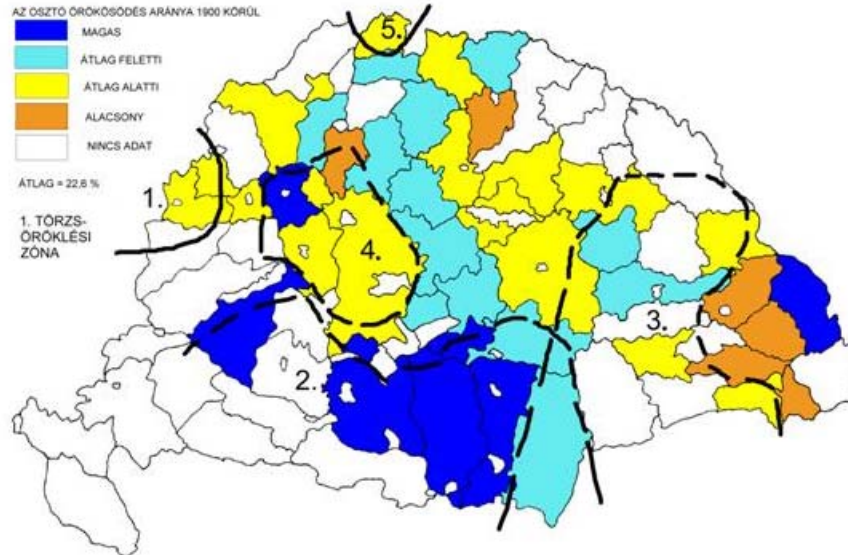 AZ OSZTÓ ÖRÖKÖSÖDÉS ARÁNYA 1900 KÖRÜL
MAGAS
ÁTLAG FELETTI
ÁTLAG ALATTI
ALACSONY
NINCS ADAT
ÁTLAG = 22,6 %
1. TÖRZS-
ÖRÖKLÉSI
ZÓNA
5.
1.
4.
3.
2.